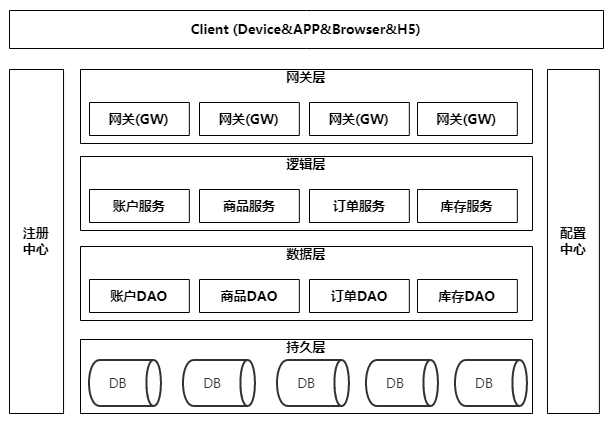 Client (Device&APP&Browser&H5)
注册
中心
网关层
网关(GW)
网关(GW)
网关(GW)
网关(GW)
逻辑层
账户服务
商品服务
订单服务
库存服务
数据层
账户DAO
商品DAO
订单DAO
库存DAO
持久层
DB
DB
DB
DB
DB
配置
中心